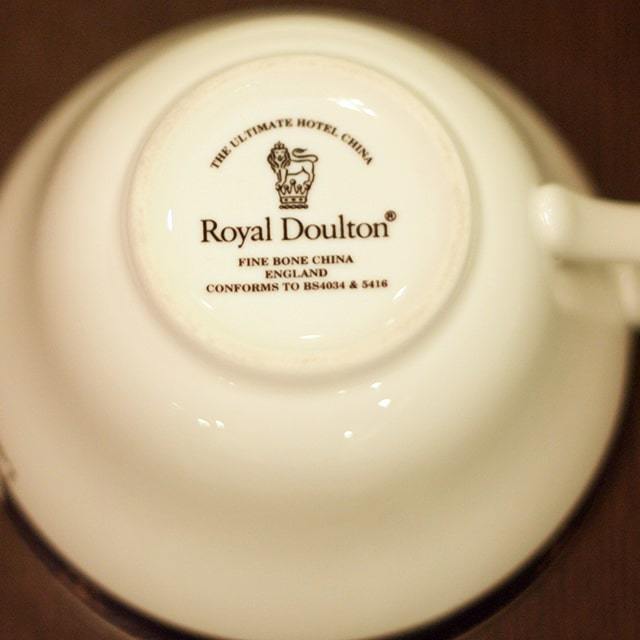 THE ULTIMATE HOTEL CHINA
Royal Doulton®
FINE BONE CHINA
ENGLAND
CONFORMS TO BS4034 & 5416